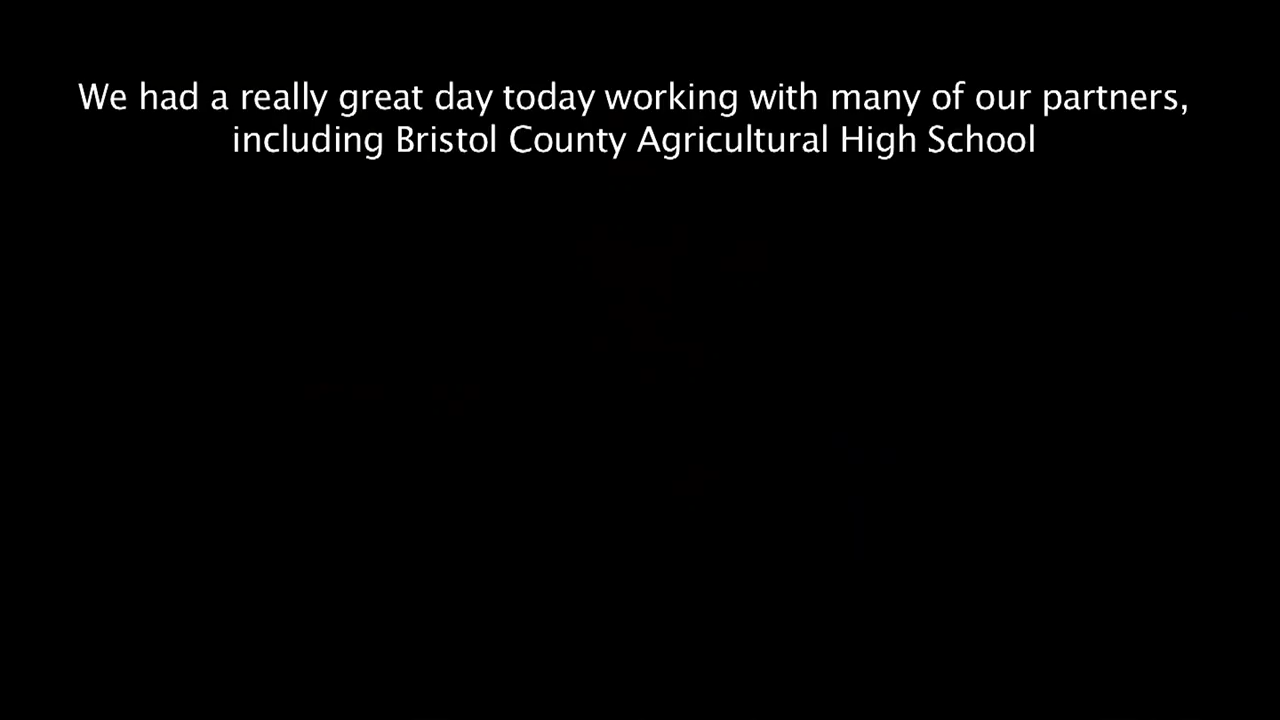 We had a really great day today working with many of our partners,
including Bristol County Agricultural High School